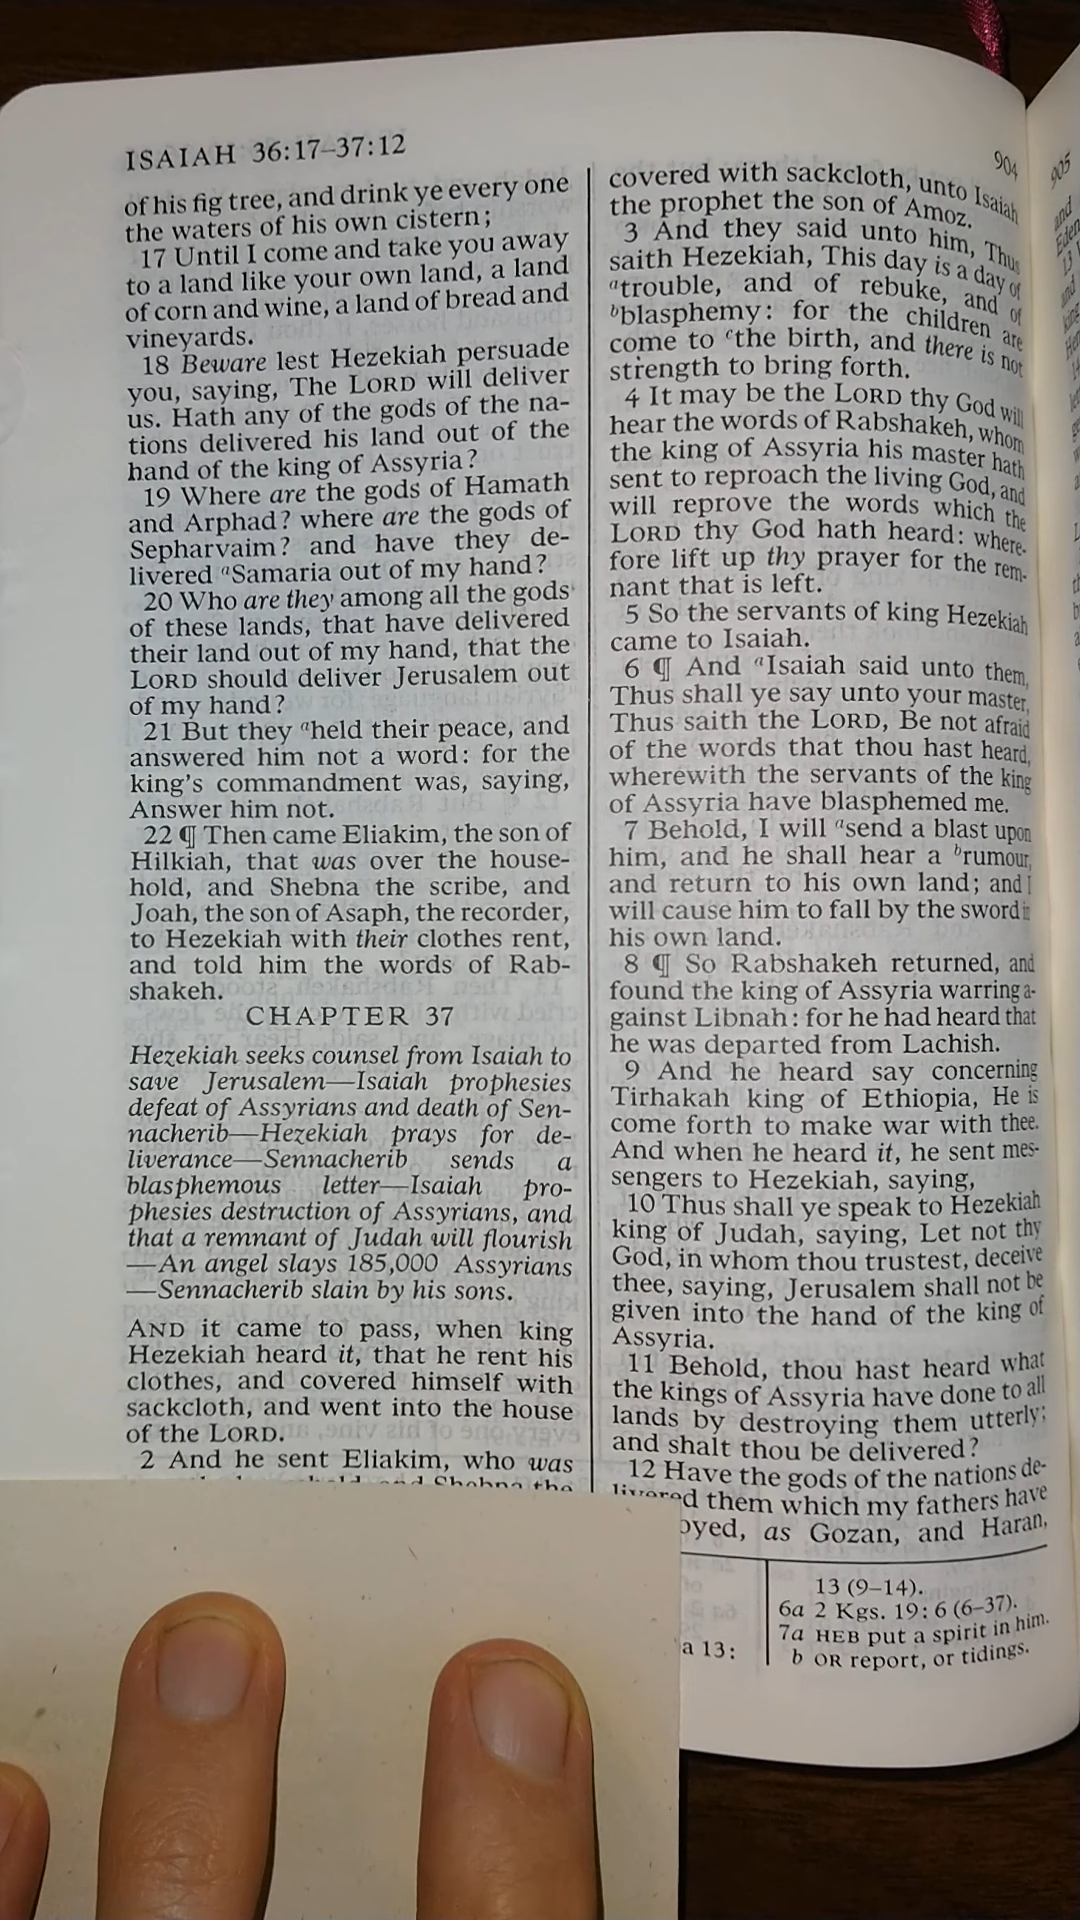 ISAIAH 36:17–37:12
904
of his fig tree, and drink ye every one
the waters of his own cistern;
17 Until I come and take you away
to a land like your own land, a land
of corn and wine, a land of bread and
vineyards.
18 Beware lest Hezekiah persuade
you, saying, The LORD will deliver
us. Hath any of the gods of the na-
tions delivered his land out of the
hand of the king of Assyria?
19 Where are the gods of Hamath
and Arphad? where are the gods of
Sepharvaim? and have they de-
livered aSamaria out of my hand?
20 Who are they among all the gods
of these lands, that have delivered
their land out of my hand, that the
LORD should deliver Jerusalem out
of my hand?
21 But they aheld their peace, and
answered him not a word: for the
king's commandment was, saying,
Answer him not.
22 ¶ Then came Eliakim, the son of
Hilkiah, that was over the house-
hold, and Shebna the scribe, and
Joah, the son of Asaph, the recorder,
to Hezekiah with their clothes rent,
and told him the words of Rab-
shakeh.
CHAPTER 37
Hezekiah seeks counsel from Isaiah to
save Jerusalem—Isaiah prophesies
defeat of Assyrians and death of Sen-
nacherib—Hezekiah prays for de-
liverance—Sennacherib sends a
blasphemous letter—Isaiah pro-
phesies destruction of Assyrians, and
that a remnant of Judah will flourish
—An angel slays 185,000 Assyrians
—Sennacherib slain by his sons.
AND it came to pass, when king
Hezekiah heard it, that he rent his
clothes, and covered himself with
sackcloth, and went into the house
of the LORD.
2 And he sent Eliakim, who was
Shebna the
covered with sackcloth, unto Isaiah
the prophet the son of Amoz.
3 And they said unto him, Thus
saith Hezekiah, This day is a day of
atrouble, and of rebuke, and of
bblasphemy: for the children are
come to cthe birth, and there is not
strength to bring forth.
4 It may be the LORD thy God will
hear the words of Rabshakeh, whom
the king of Assyria his master hath
sent to reproach the living God, and
will reprove the words which the
LORD thy God hath heard: where-
fore lift up thy prayer for the rem-
nant that is left.
5 So the servants of king Hezekiah
came to Isaiah.
6 ¶ And aIsaiah said unto them,
Thus shall ye say unto your master,
Thus saith the LORD, Be not afraid
of the words that thou hast heard,
wherewith the servants of the king
of Assyria have blasphemed me.
7 Behold, I will asend a blast upon
him, and he shall hear a brumour,
and return to his own land; and I
will cause him to fall by the sword in
his own land.
8 ¶ So Rabshakeh returned, and
found the king of Assyria warring a-
gainst Libnah: for he had heard that
he was departed from Lachish.
9 And he heard say concerning
Tirhakah king of Ethiopia, He is
come forth to make war with thee.
And when he heard it, he sent mes-
sengers to Hezekiah, saying,
10 Thus shall ye speak to Hezekiah
king of Judah, saying, Let not thy
God, in whom thou trustest, deceive
thee, saying, Jerusalem shall not be
given into the hand of the king of
Assyria.
11 Behold, thou hast heard what
the kings of Assyria have done to all
lands by destroying them utterly;
and shalt thou be delivered?
12 Have the gods of the nations de-
livered them which my fathers have
oyed, as Gozan, and Haran,
a 13:
13 (9–14).
6a 2 Kgs. 19:6 (6–37).
7a HEB put a spirit in him.
b OR report, or tidings.
905
and
Eden
13
and